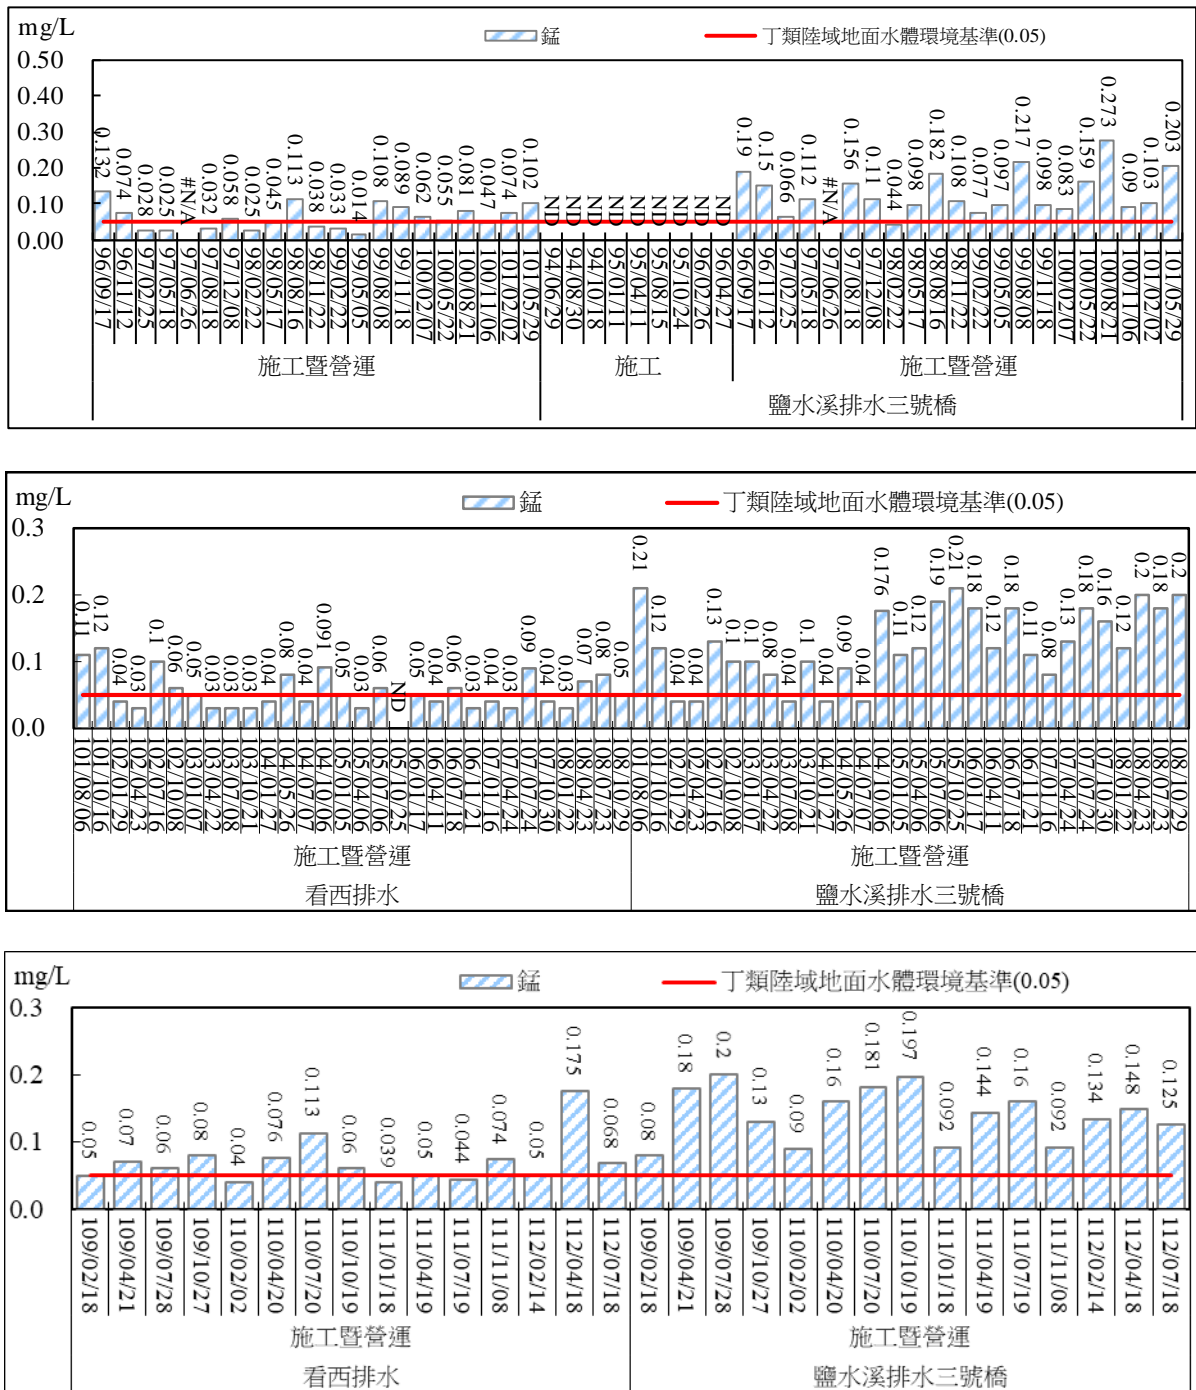 mg/L
錳 丁類陸域地面水體環境基準(0.05)
0.50
0.40
0.30
0.20
0.10
0.00
0.132 0.074 0.028 0.025 #N/A 0.032 0.058 0.025 0.045 0.113 0.038 0.033 0.014 0.108 0.089 0.062 0.055 0.081 0.047 0.074 0.102 ND ND ND ND ND ND ND ND ND 0.19 0.15 0.066 0.112 #N/A 0.156 0.11 0.044 0.098 0.182 0.108 0.077 0.097 0.217 0.098 0.083 0.159 0.273 0.09 0.103 0.203
96/09/17 96/11/12 97/02/25 97/05/18 97/06/26 97/08/18 97/12/08 98/02/22 98/05/17 98/08/16 98/11/22 99/02/22 99/05/05 99/08/08 99/11/18 100/02/07 100/05/22 100/08/21 100/11/06 101/02/02 101/05/29 94/06/29 94/08/30 94/10/18 95/01/11 95/04/11 95/08/15 95/10/24 96/02/26 96/04/27 96/09/17 96/11/12 97/02/25 97/05/18 97/06/26 97/08/18 97/12/08 98/02/22 98/05/17 98/08/16 98/11/22 99/02/22 99/05/05 99/08/08 99/11/18 100/02/07 100/05/22 100/08/21 100/11/06 101/02/02 101/05/29
施工暨營運 施工 施工暨營運
鹽水溪排水三號橋
mg/L
錳 丁類陸域地面水體環境基準(0.05)
0.3
0.2
0.1
0.0
0.11 0.12 0.04 0.03 0.1 0.06 0.05 0.03 0.03 0.03 0.04 0.08 0.04 0.091 0.05 0.03 0.06 ND 0.05 0.04 0.06 0.03 0.04 0.03 0.09 0.04 0.03 0.07 0.08 0.05 0.21 0.12 0.04 0.04 0.13 0.1 0.1 0.08 0.04 0.1 0.04 0.09 0.04 0.176 0.11 0.12 0.19 0.21 0.18 0.12 0.18 0.11 0.08 0.13 0.18 0.16 0.12 0.2 0.18 0.2
101/08/06 101/10/16 102/01/29 102/04/23 102/07/16 102/10/08 103/01/07 103/04/22 103/07/08 103/10/21 104/01/27 104/05/26 104/07/07 104/10/06 105/01/05 105/04/06 105/07/06 105/10/25 106/01/17 106/04/11 106/07/18 106/11/21 107/01/16 107/04/24 107/07/24 107/10/30 108/01/22 108/04/23 108/07/23 108/10/29 101/08/06 101/10/16 102/01/29 102/04/23 102/07/16 102/10/08 103/01/07 103/04/22 103/07/08 103/10/21 104/01/27 104/05/26 104/07/07 104/10/06 105/01/05 105/04/06 105/07/06 105/10/25 106/01/17 106/04/11 106/07/18 106/11/21 107/01/16 107/04/24 107/07/24 107/10/30 108/01/22 108/04/23 108/07/23 108/10/29
施工暨營運 施工暨營運
看西排水 鹽水溪排水三號橋
mg/L
錳 丁類陸域地面水體環境基準(0.05)
0.3
0.2
0.1
0.0
0.05 0.07 0.06 0.08 0.04 0.076 0.113 0.06 0.039 0.05 0.044 0.074 0.05 0.175 0.068 0.08 0.18 0.2 0.13 0.09 0.16 0.181 0.197 0.092 0.144 0.16 0.092 0.134 0.148 0.125
109/02/18 109/04/21 109/07/28 109/10/27 110/02/02 110/04/20 110/07/20 110/10/19 111/01/18 111/04/19 111/07/19 111/11/08 112/02/14 112/04/18 112/07/18 109/02/18 109/04/21 109/07/28 109/10/27 110/02/02 110/04/20 110/07/20 110/10/19 111/01/18 111/04/19 111/07/19 111/11/08 112/02/14 112/04/18 112/07/18
施工暨營運 施工暨營運
看西排水 鹽水溪排水三號橋